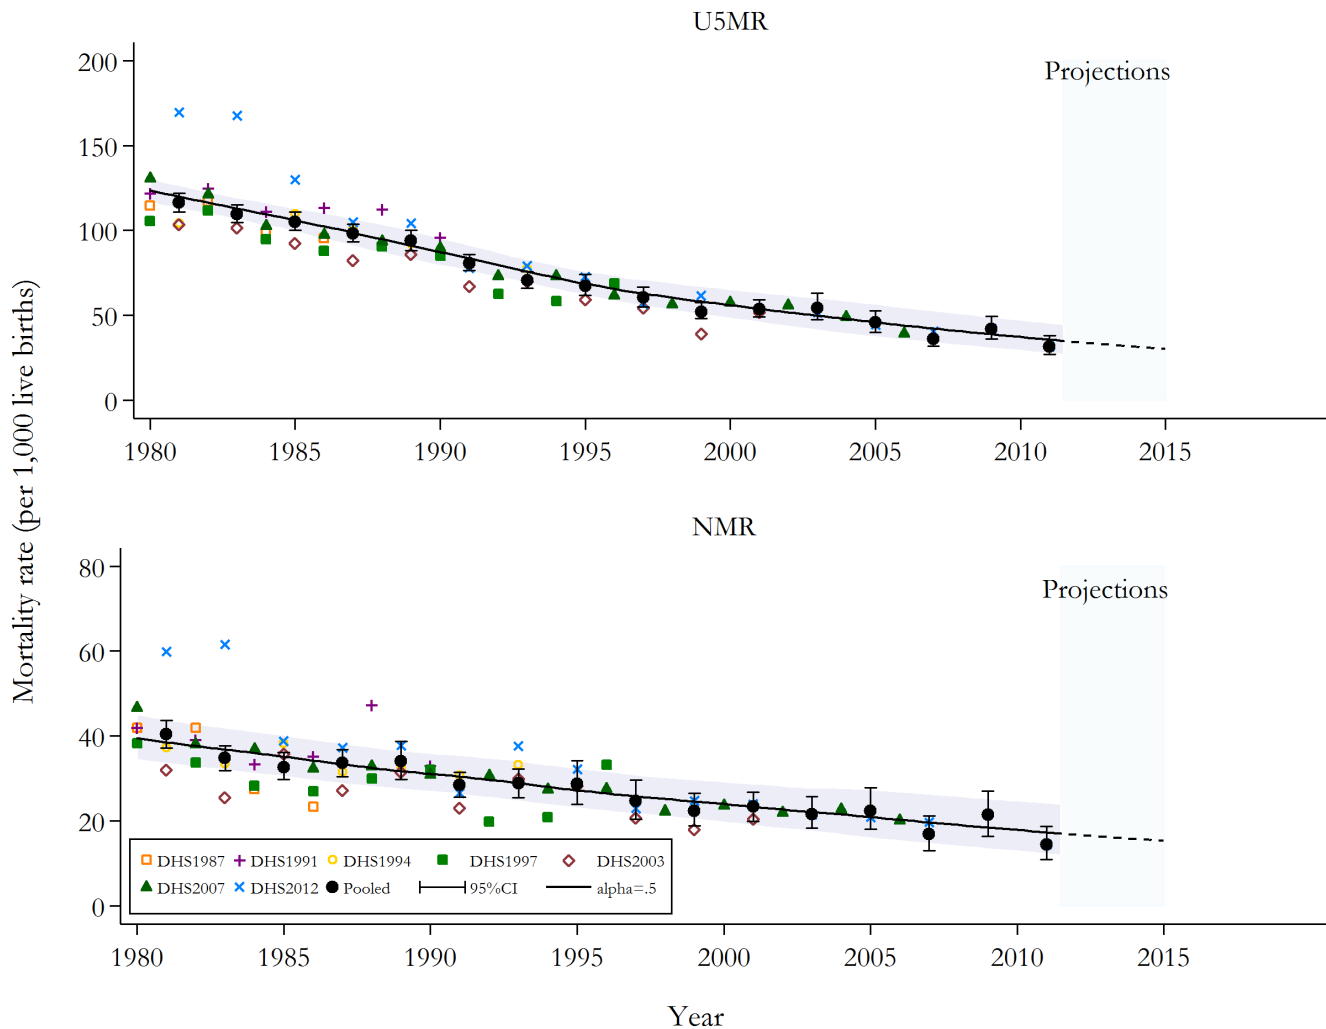 U5MR
Projections
200
150
100
50
0
1980 1985 1990 1995 2000 2005 2010 2015
Mortality rate (per 1,000 live births)
NMR
Projections
80
60
40
20
0
DHS1987 DHS1991 DHS1994 DHS1997 DHS2003
DHS2007 DHS2012 Pooled 95%CI alpha=.5
1980 1985 1990 1995 2000 2005 2010 2015
Year